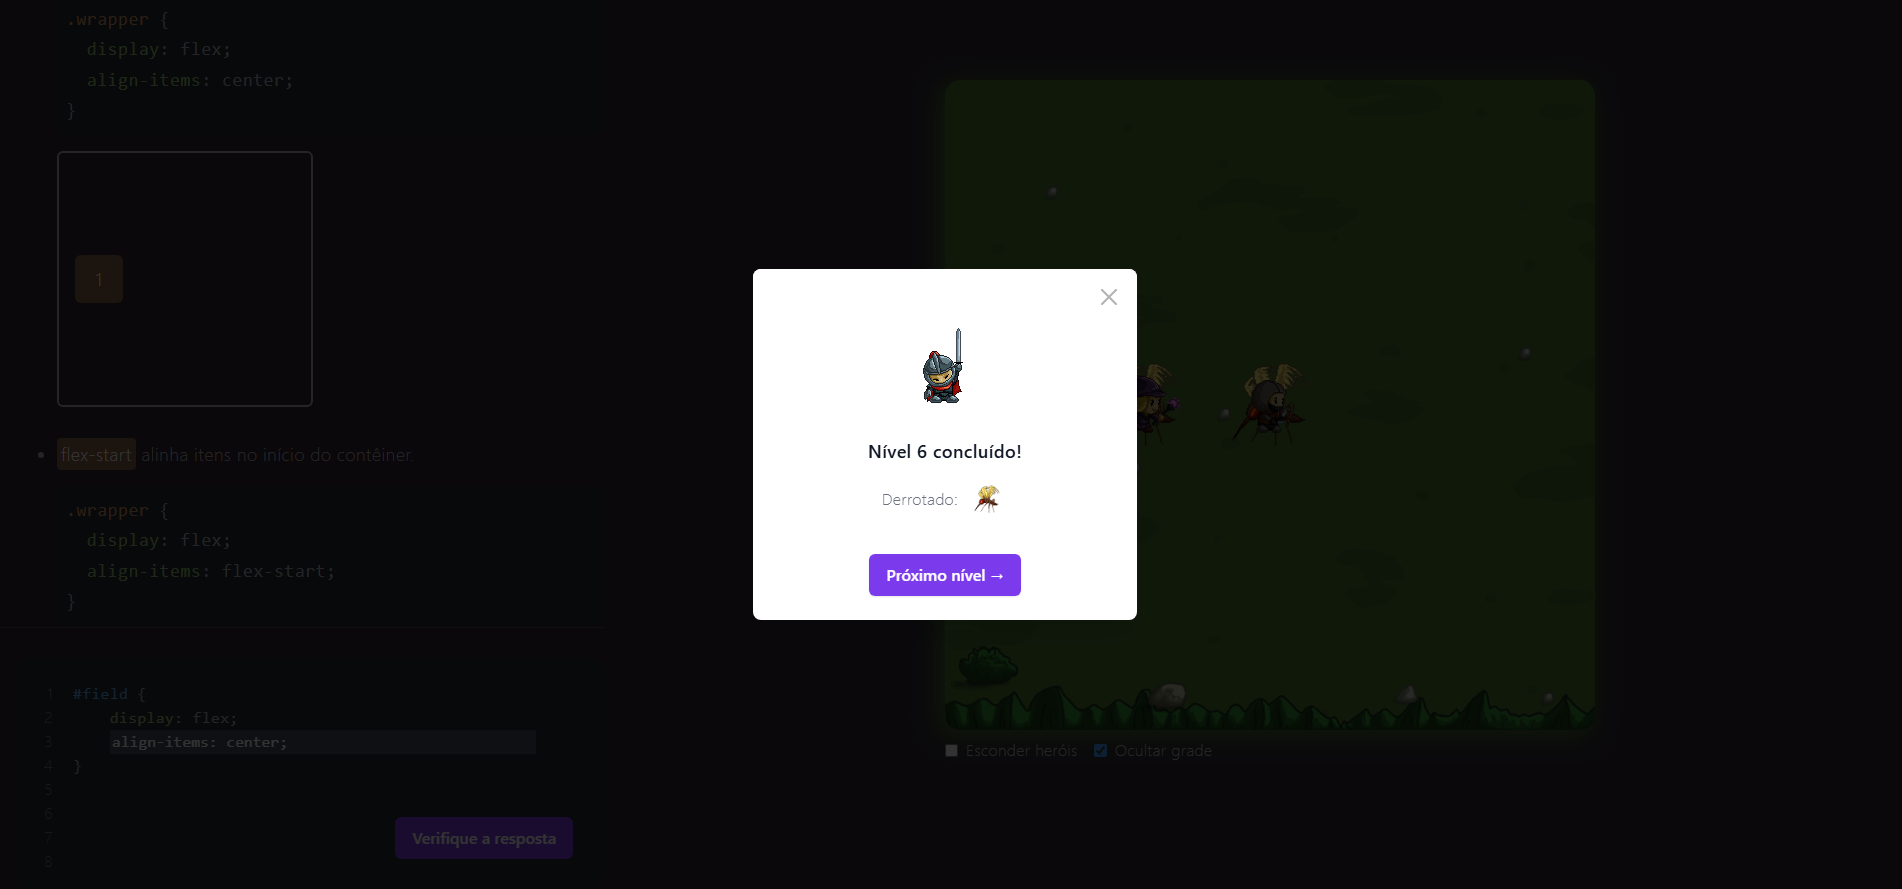 .wrapper {
display: flex;
align-items: center;
}
1
flex-start alinha itens no início do contêiner.
.wrapper {
display: flex;
align-items: flex-start;
}
1 #field {
2 display: flex;
3 align-items: center;
4 }
5
6
7
8
Verifique a resposta
Nível 6 concluído!
Derrotado:
Próximo nível →
Esconder heróis Ocultar grade